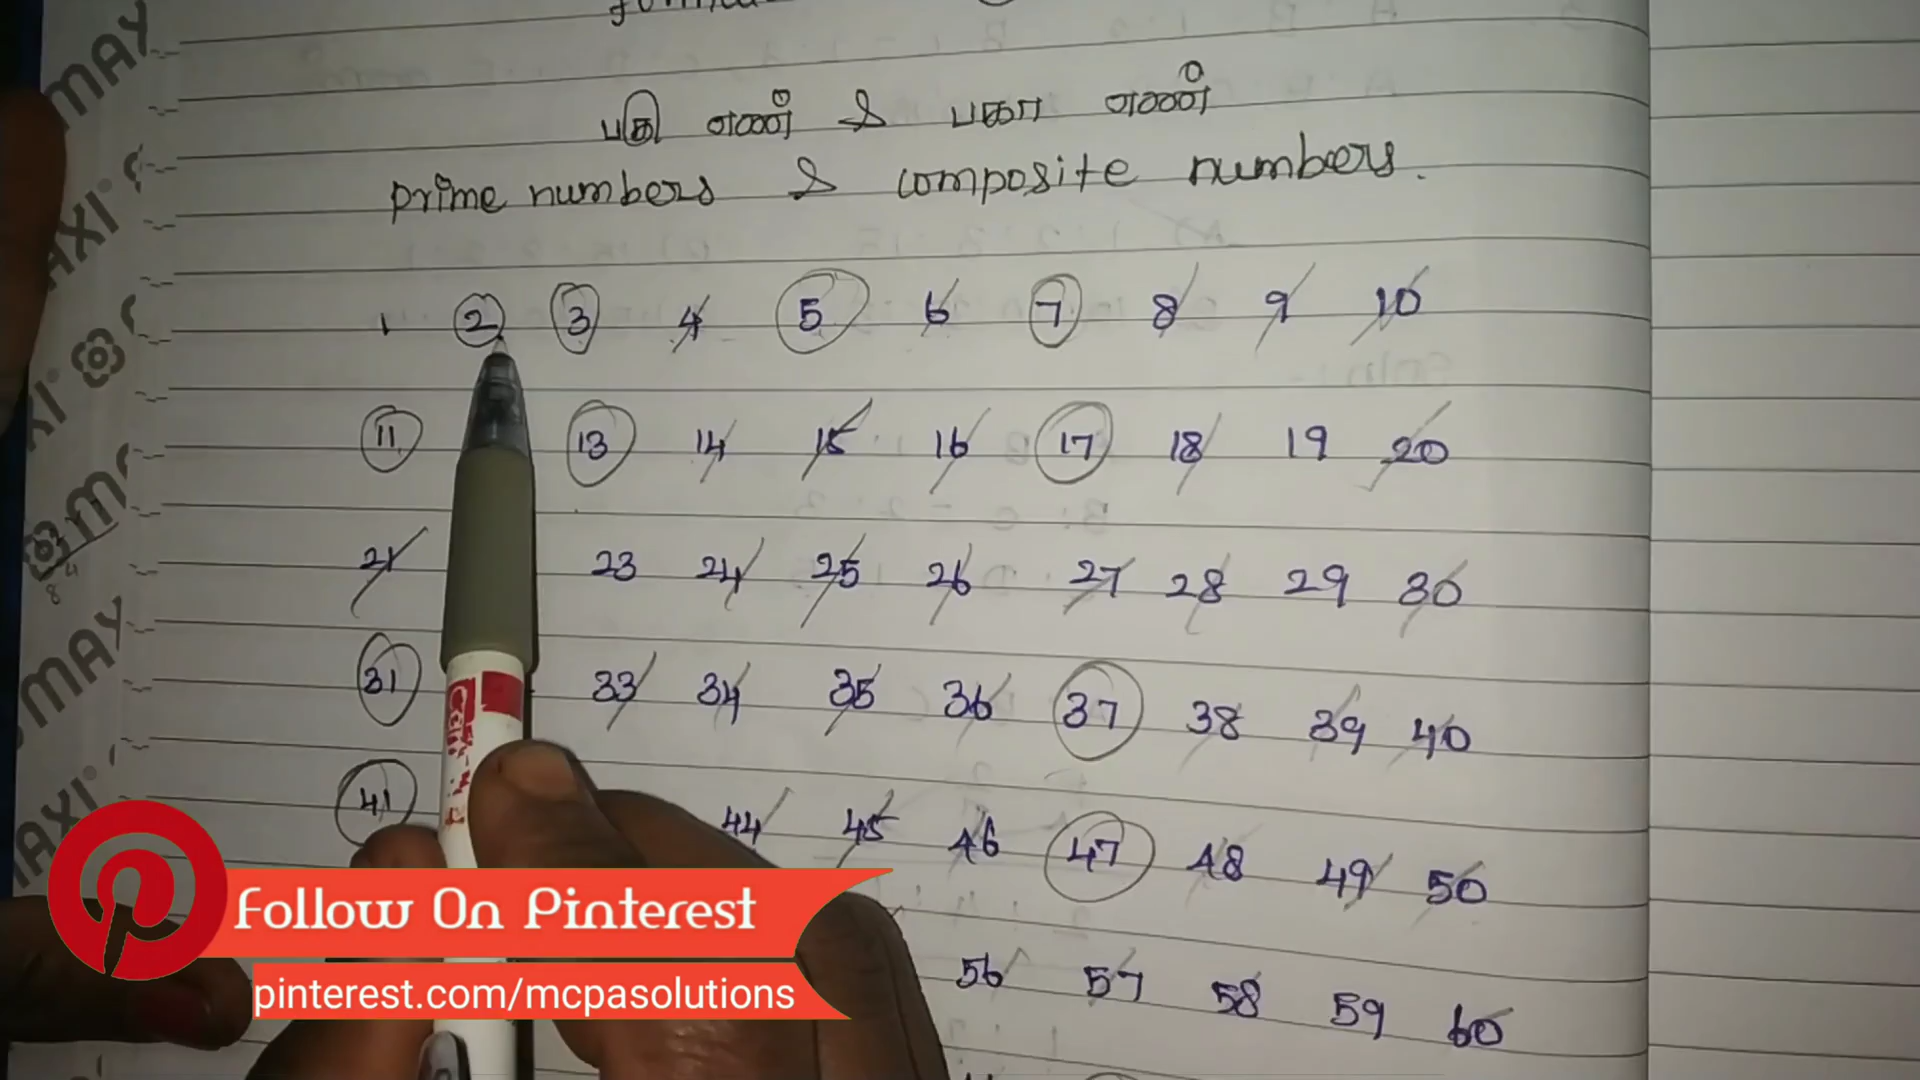 பகு எண் & பகா எண்
prime numbers & composite numbers.
1 2 3 4 5 6 7 8 9 10
11 13 14 15 16 17 18 19 20
21 23 24 25 26 27 28 29 30
31 33 34 35 36 37 38 39 40
41 44 45 46 47 48 49 50
56 57 58 59 60
Follow On Pinterest
pinterest.com/mcpasolutions